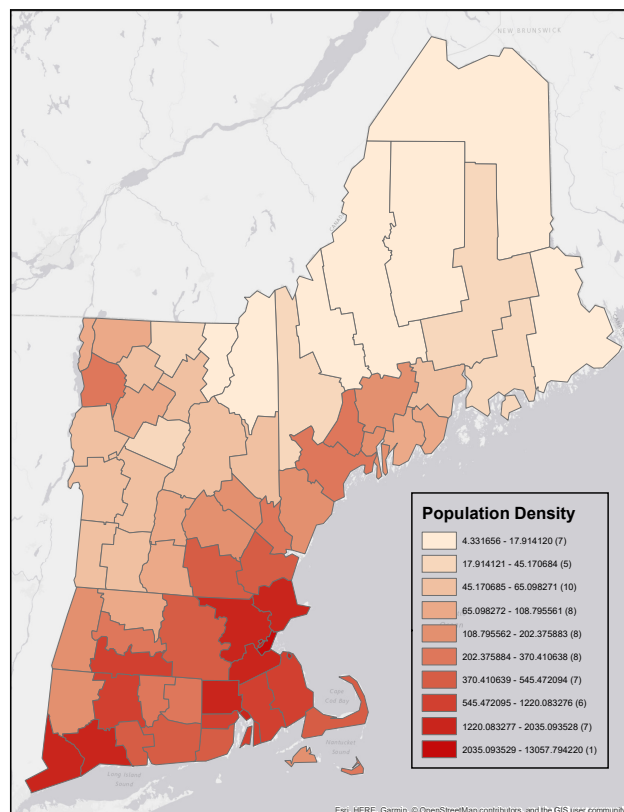 NEW BRUNSWICK
CANADA
Population Density
4.331656 - 17.914120 (7)
17.914121 - 45.170684 (5)
45.170685 - 65.098271 (10)
65.098272 - 108.795561 (8)
108.795562 - 202.375883 (8)
202.375884 - 370.410638 (8)
370.410639 - 545.472094 (7)
545.472095 - 1220.083276 (6)
1220.083277 - 2035.093528 (7)
2035.093529 - 13057.794220 (1)
Cape
Cod Bay
Nantucket
Sound
Long Island
Sound
Esri, HERE, Garmin, © OpenStreetMap contributors, and the GIS user community